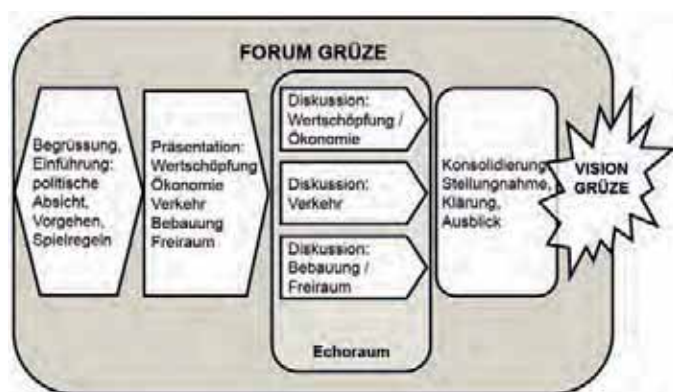 FORUM GRÜZE
Begrüssung,
Einführung:
politische
Absicht,
Vorgehen,
Spielregeln
Präsentation:
Wertschöpfung
Ökonomie
Verkehr
Bebauung
Freiraum
Diskussion:
Wertschöpfung /
Ökonomie
Diskussion:
Verkehr
Diskussion:
Bebauung /
Freiraum
Echoraum
Konsolidierung
Stellungnahme,
Klärung,
Ausblick
VISION
GRÜZE